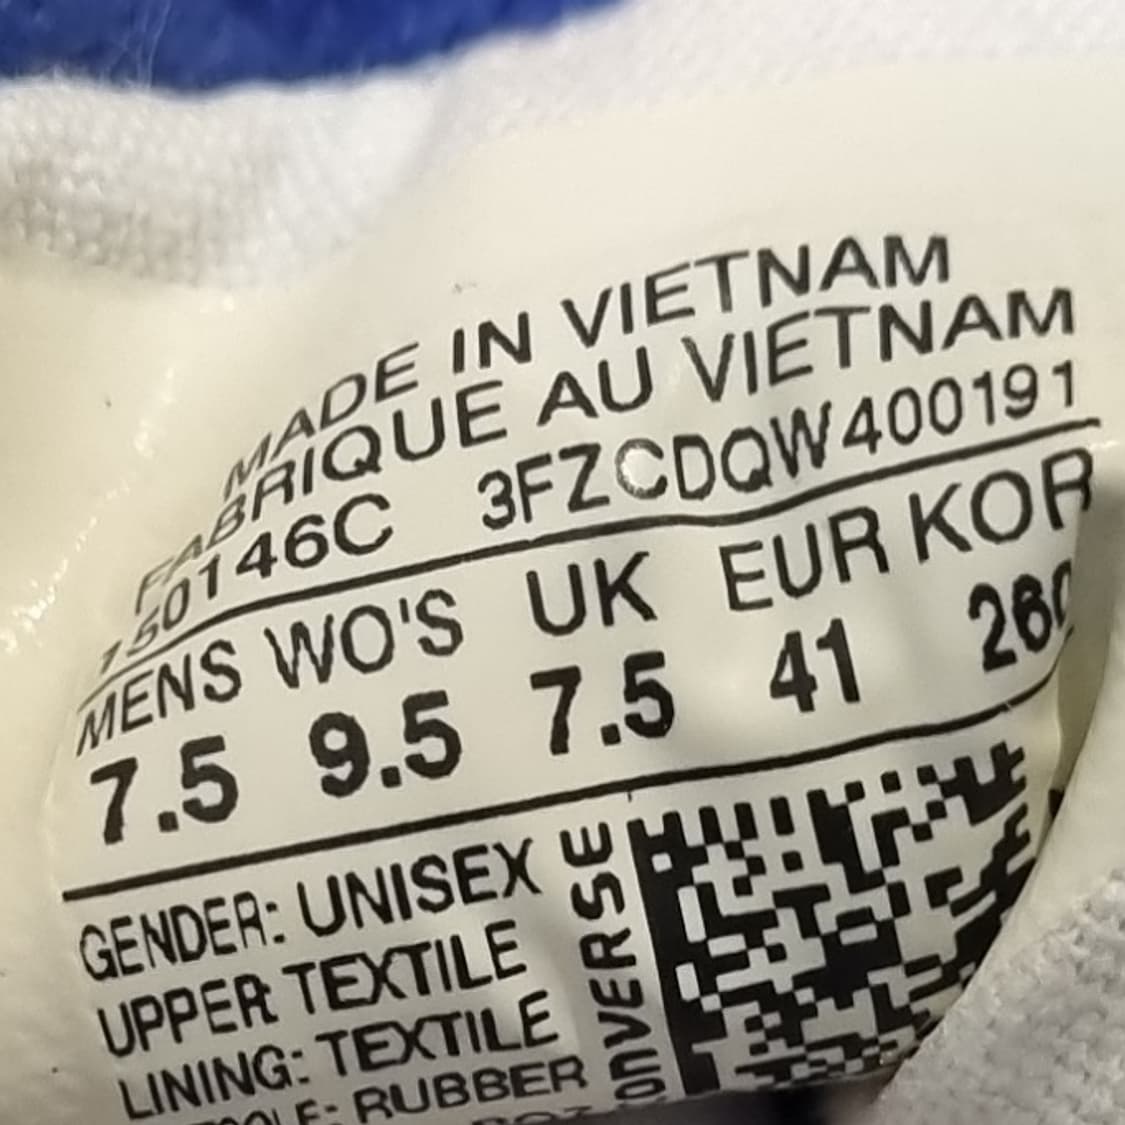 MADE IN VIETNAM
FABRIQUE AU VIETNAM
150146C 3FZCDQW400191
MENS WO'S UK EUR KOR
7.5 9.5 7.5 41 260
GENDER: UNISEX
UPPER: TEXTILE
LINING: TEXTILE
RUBBER
CONVERSE